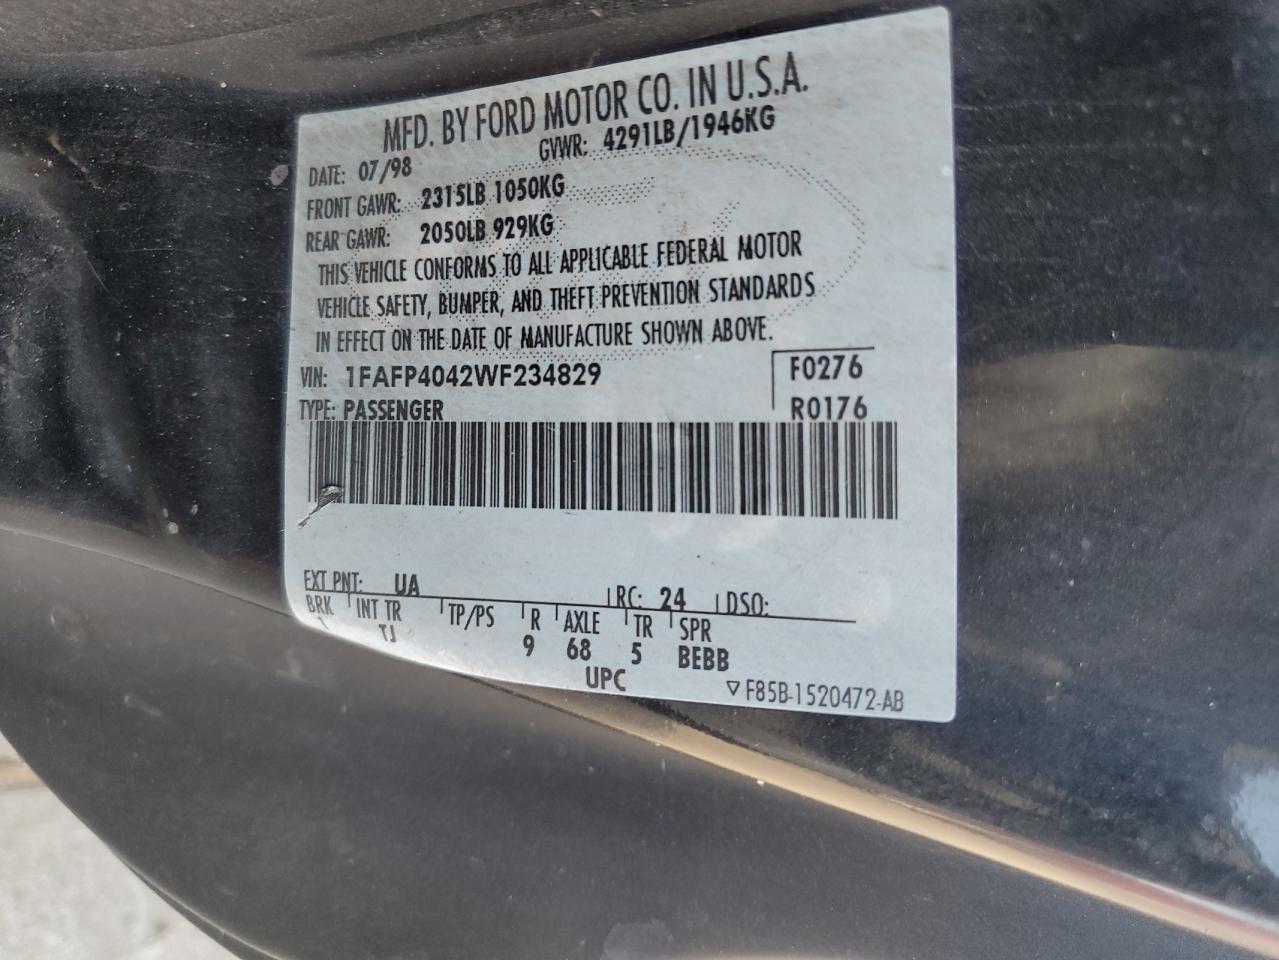 MFD. BY FORD MOTOR CO. IN U.S.A.
DATE: 07/98 GVWR: 4291LB/1946KG
FRONT GAWR: 2315LB 1050KG
REAR GAWR: 2050LB 929KG
THIS VEHICLE CONFORMS TO ALL APPLICABLE FEDERAL MOTOR
VEHICLE SAFETY, BUMPER, AND THEFT PREVENTION STANDARDS
IN EFFECT ON THE DATE OF MANUFACTURE SHOWN ABOVE.
VIN: 1FAFP4042WF234829 F0276
TYPE: PASSENGER R0176
EXT PNT: UA RC: 24 DSO:
BRK INT TR TP/PS R AXLE TR SPR
TJ 9 68 5 BEBB
UPC
▽F85B-1520472-AB